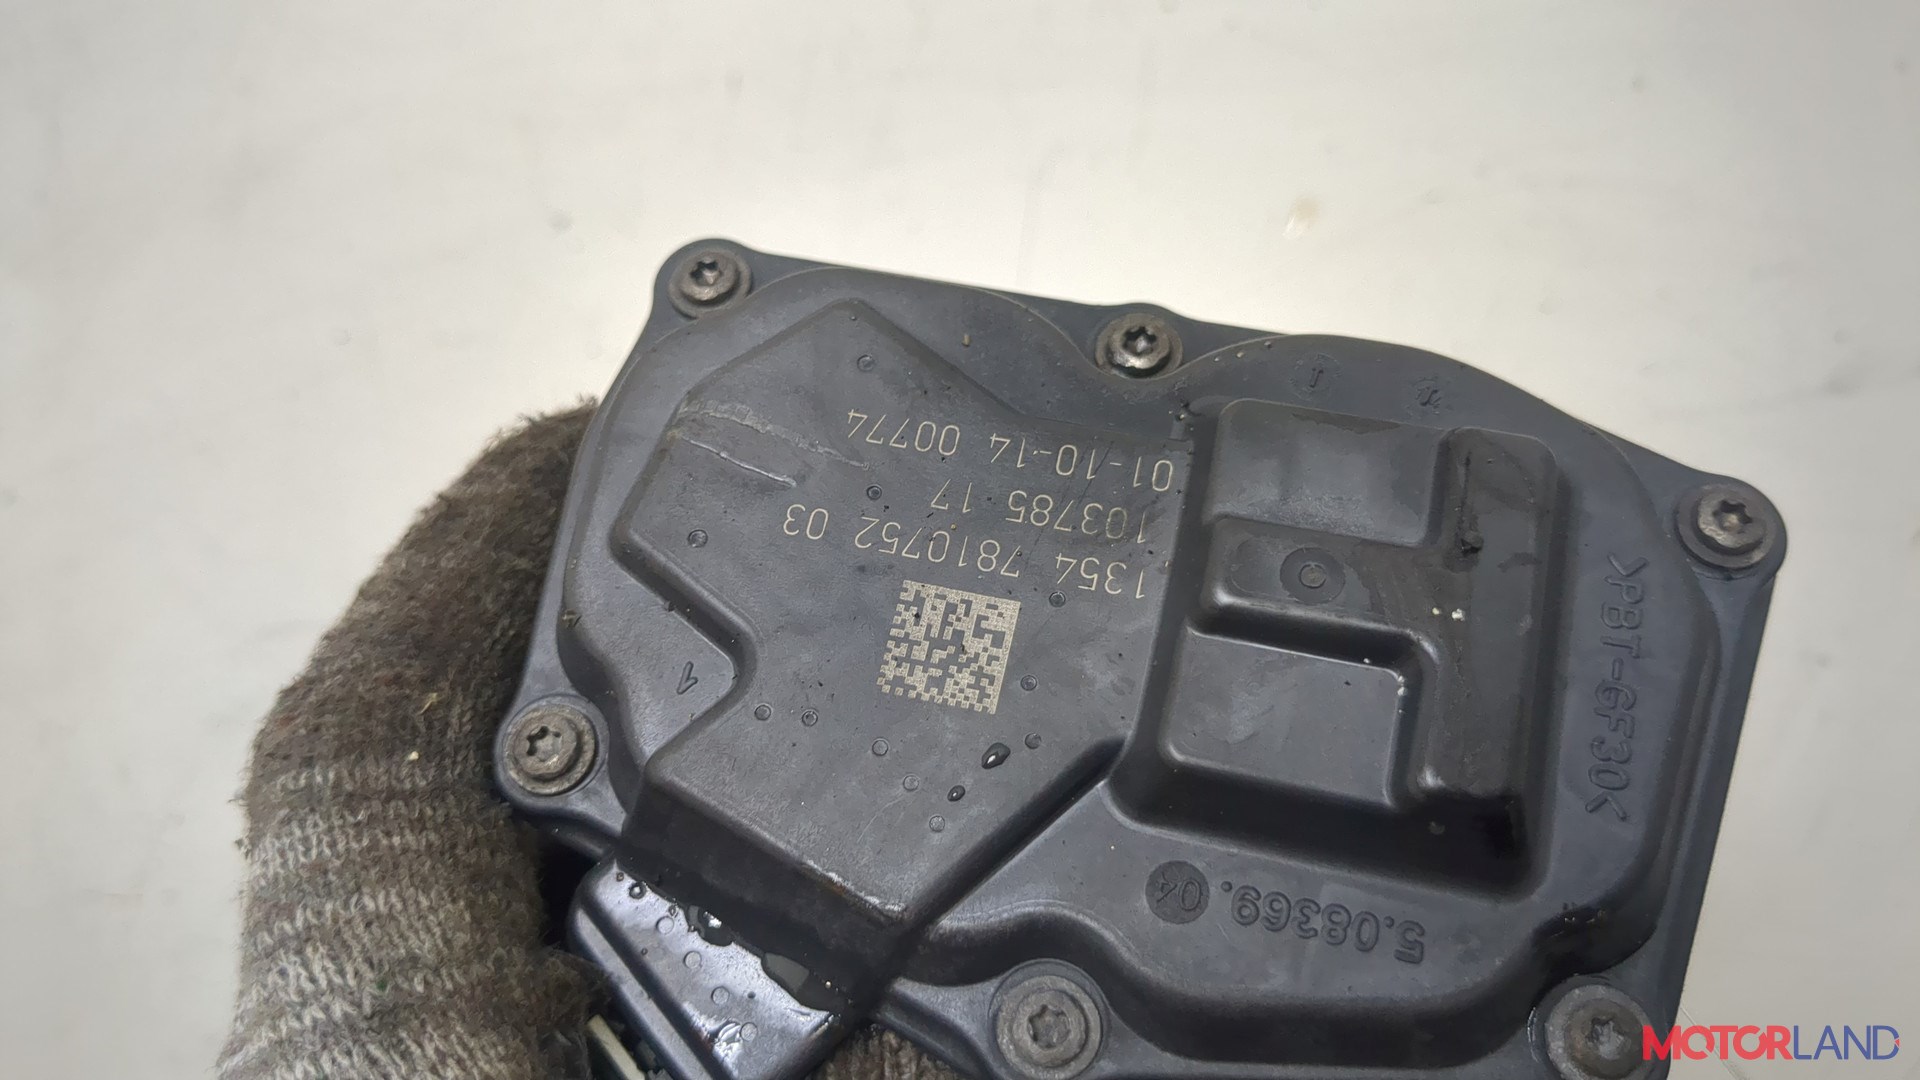 1354 7810752 03
103785 17
01-10-14 00774
>PBT-GF30<
5.08369.04
MOTORLAND